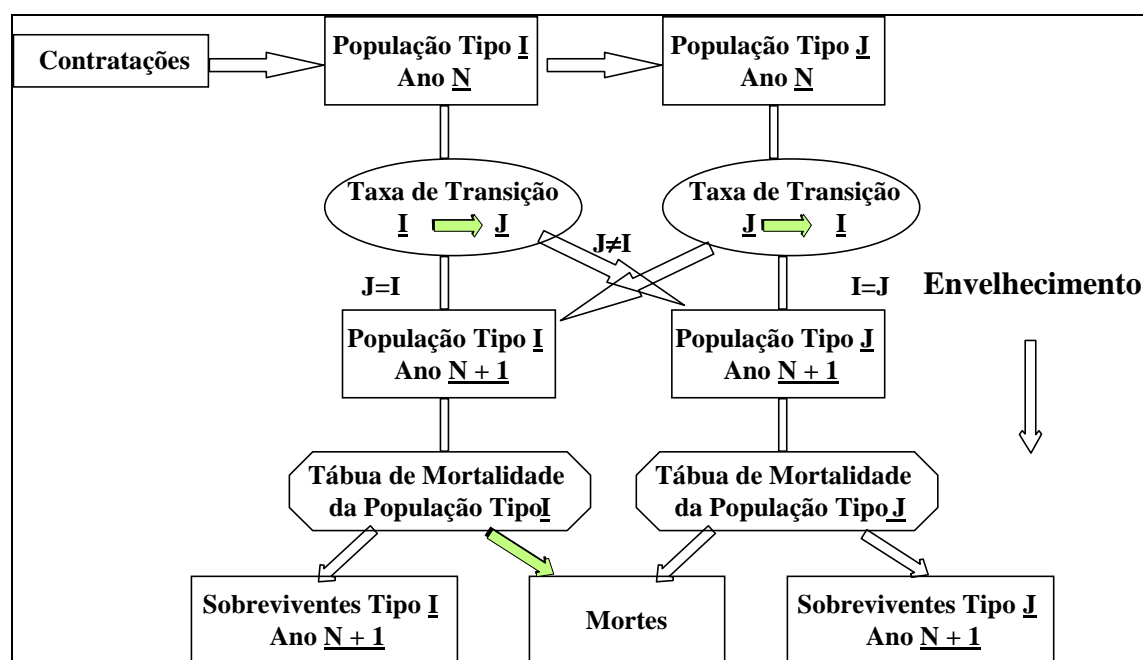 Contratações
População Tipo I
Ano N
População Tipo J
Ano N
Taxa de Transição
I J
Taxa de Transição
J I
J≠I
J=I
I=J
Envelhecimento
População Tipo I
Ano N + 1
População Tipo J
Ano N + 1
Tábua de Mortalidade
da População TipoI
Tábua de Mortalidade
da População Tipo J
Sobreviventes Tipo I
Ano N + 1
Mortes
Sobreviventes Tipo J
Ano N + 1